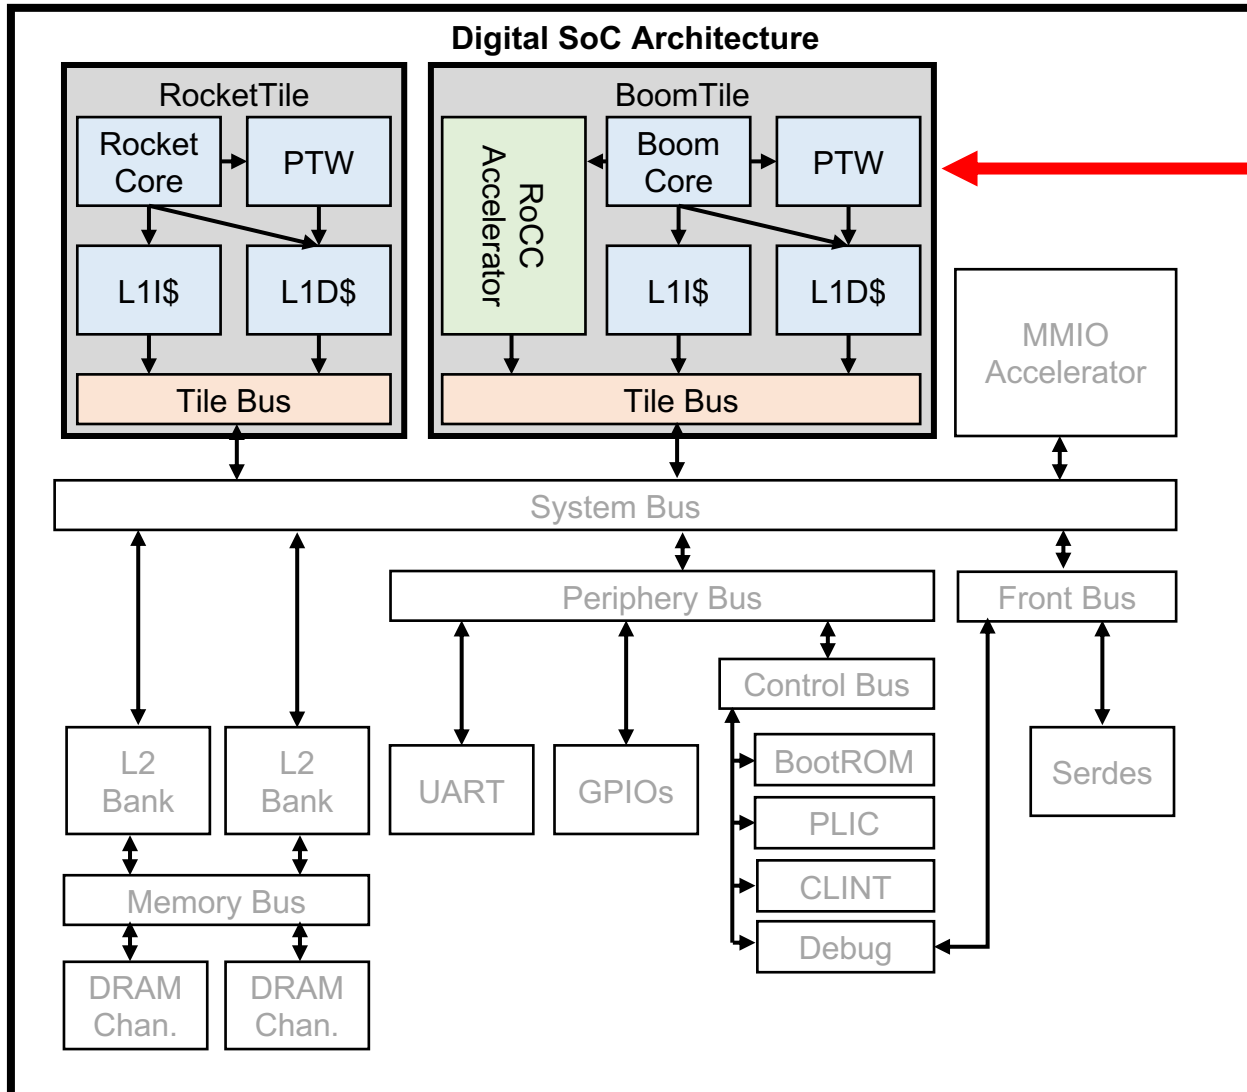 Digital SoC Architecture
RocketTile
Rocket
Core
PTW
L1I$
L1D$
Tile Bus
BoomTile
RoCC
Accelerator
Boom
Core
PTW
L1I$
L1D$
Tile Bus
MMIO
Accelerator
System Bus
Periphery Bus
Front Bus
Control Bus
L2
Bank
L2
Bank
UART
GPIOs
BootROM
PLIC
CLINT
Debug
Serdes
Memory Bus
DRAM
Chan.
DRAM
Chan.